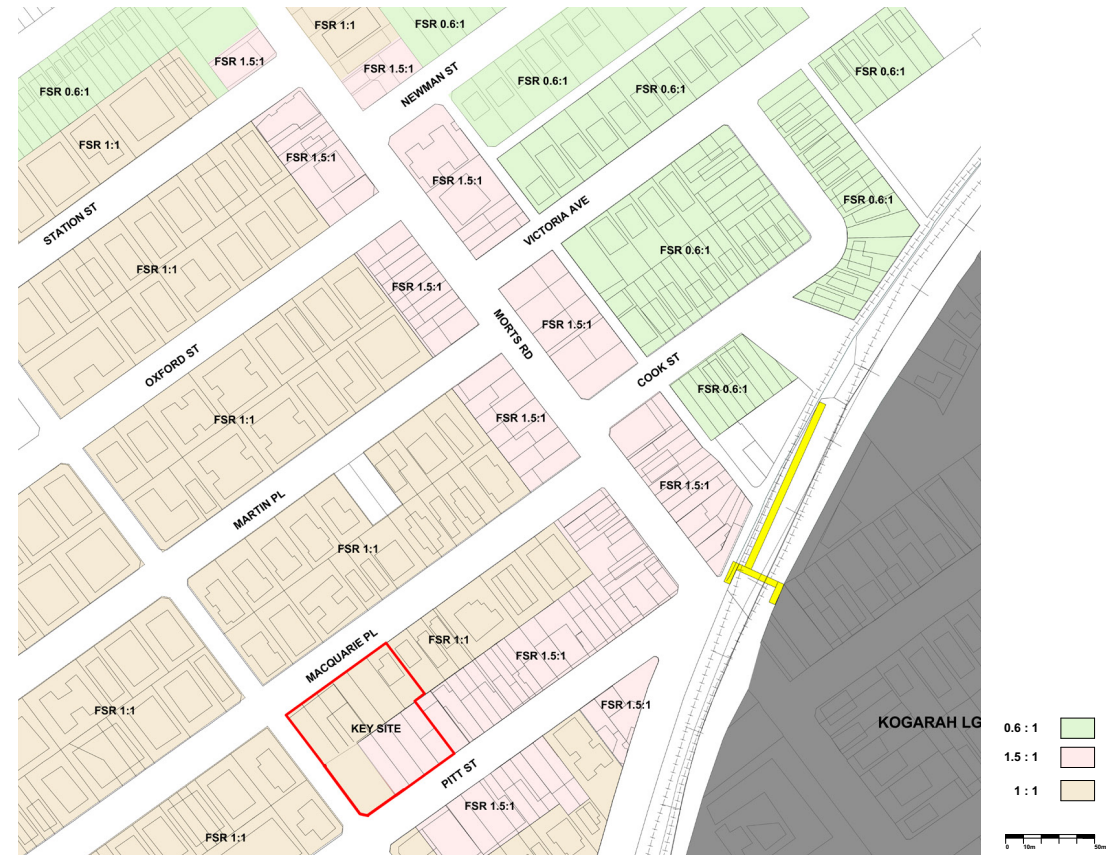 FSR 1:1
FSR 0.6:1
FSR 1.5:1
FSR 1.5:1
NEWMAN ST
FSR 0.6:1
FSR 0.6:1
FSR 0.6:1
FSR 0.6:1
FSR 1:1
FSR 1.5:1
FSR 1.5:1
FSR 0.6:1
STATION ST
VICTORIA AVE
FSR 0.6:1
FSR 1:1
FSR 1.5:1
MORTS RD
FSR 1.5:1
OXFORD ST
COOK ST
FSR 0.6:1
FSR 1:1
FSR 1.5:1
FSR 1.5:1
MARTIN PL
FSR 1:1
MACQUARIE PL
FSR 1:1
FSR 1.5:1
FSR 1:1
KEY SITE
FSR 1.5:1
KOGARAH LG
PITT ST
FSR 1.5:1
FSR 1:1
0.6 : 1
1.5 : 1
1 : 1
0 10m 50m